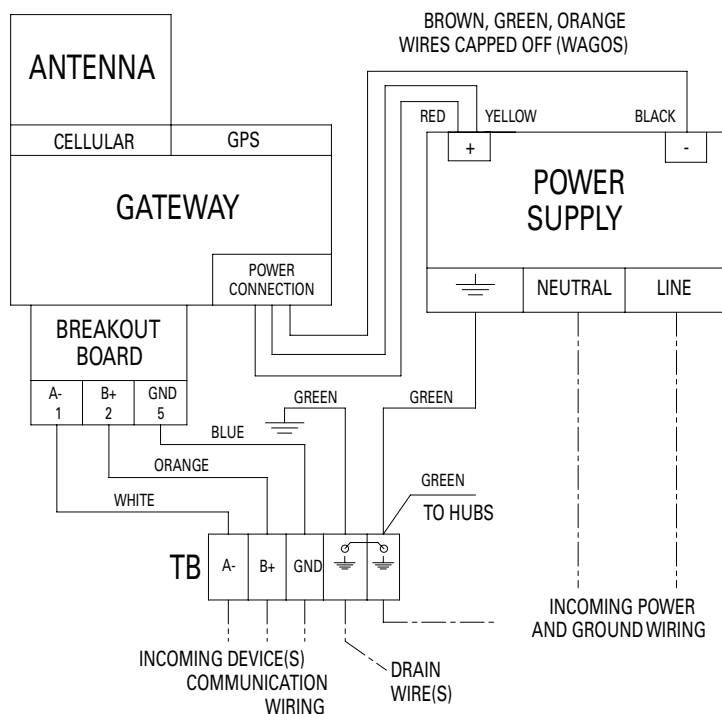 BROWN, GREEN, ORANGE
WIRES CAPPED OFF (WAGOS)
ANTENNA
CELLULAR
GPS
GATEWAY
POWER
CONNECTION
RED
YELLOW
BLACK
+
-
POWER
SUPPLY
NEUTRAL
LINE
BREAKOUT
BOARD
A-
1
B+
2
GND
5
GREEN
GREEN
BLUE
ORANGE
WHITE
GREEN
TO HUBS
TB
A-
B+
GND
INCOMING DEVICE(S)
COMMUNICATION
WIRING
DRAIN
WIRE(S)
INCOMING POWER
AND GROUND WIRING